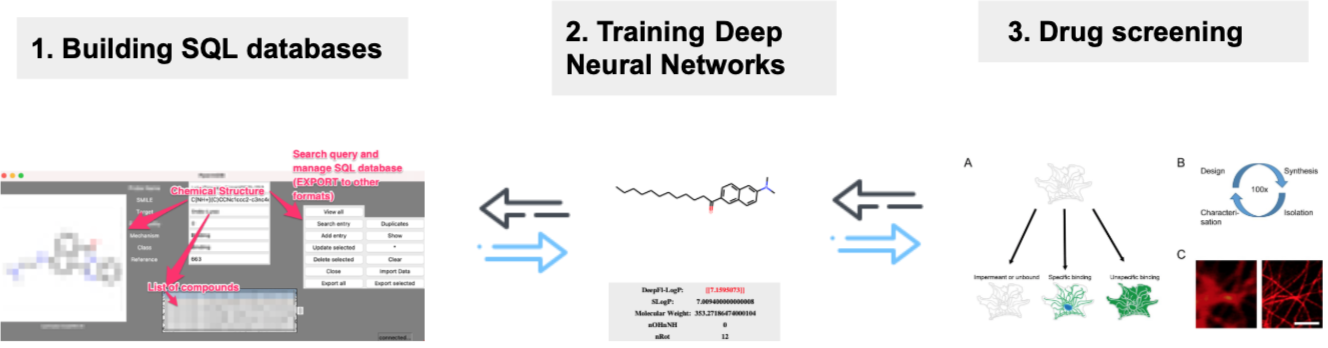 1. Building SQL databases
2. Training Deep
Neural Networks
3. Drug screening
Search query and
manage SQL database
(EXPORT to other
formats)
Chemical Structure
List of compounds
Probe Name
SMILE
C[NH+](C)CCNc1ccc2-c3nc4
Target
0
Mechanism
Binding
Class
Binding
Reference
663
View all
Search entry
Duplicates
Add entry
Show
Update selected
*
Delete selected
Clear
Close
Import Data
Export all
Export selected
connected...
N
O
DeepFl-LogP: [[7.1595073]]
SLogP: 7.009400000000008
Molecular Weight: 353.27186474000104
nOHnNH 0
nRot 12
A
Impermeant or unbound
Specific binding
Unspecific binding
B
Design
Synthesis
100x
Characteri-
sation
Isolation
C